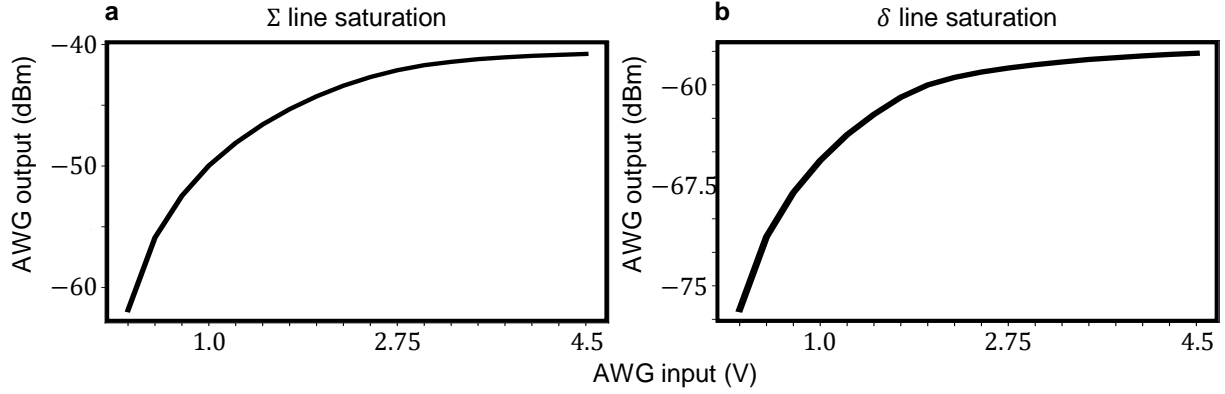 a
Σ line saturation
AWG output (dBm)
−40
−50
−60
1.0
2.75
4.5
b
δ line saturation
AWG output (dBm)
−60
−67.5
−75
1.0
2.75
4.5
AWG input (V)